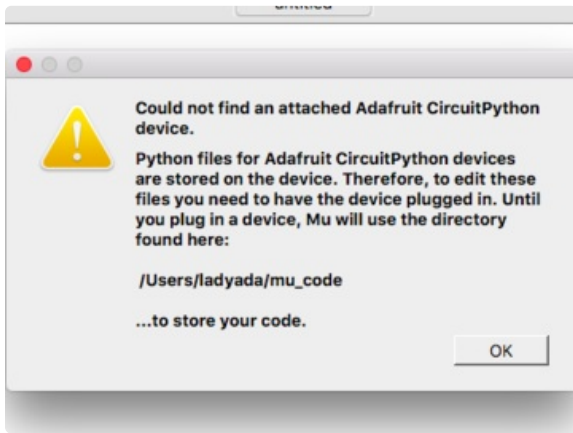 untitled
Could not find an attached Adafruit CircuitPython
device.
Python files for Adafruit CircuitPython devices
are stored on the device. Therefore, to edit these
files you need to have the device plugged in. Until
you plug in a device, Mu will use the directory
found here:
/Users/ladyada/mu_code
...to store your code.
OK